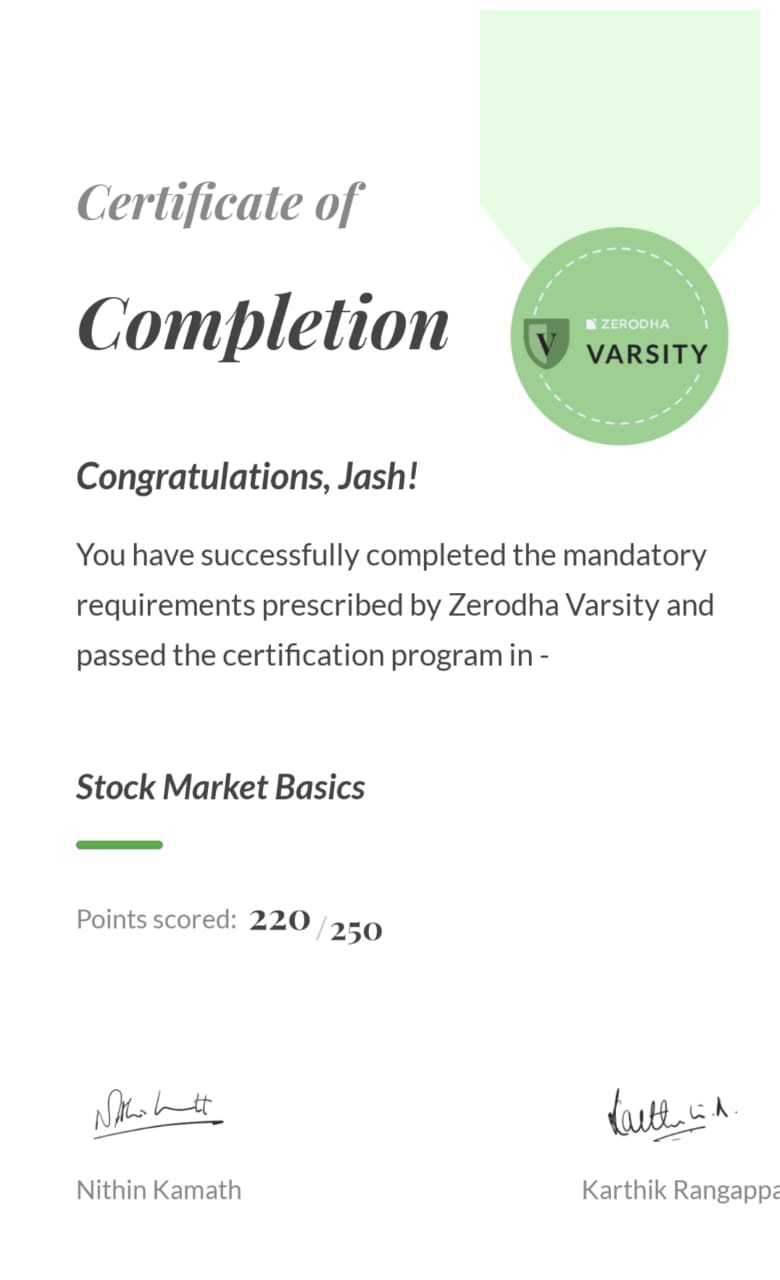 Certificate of
Completion
ZERODHA
VARSITY
Congratulations, Jash!
You have successfully completed the mandatory
requirements prescribed by Zerodha Varsity and
passed the certification program in -
Stock Market Basics
Points scored: 220 / 250
Nithin Kamath
Karthik Rangappa